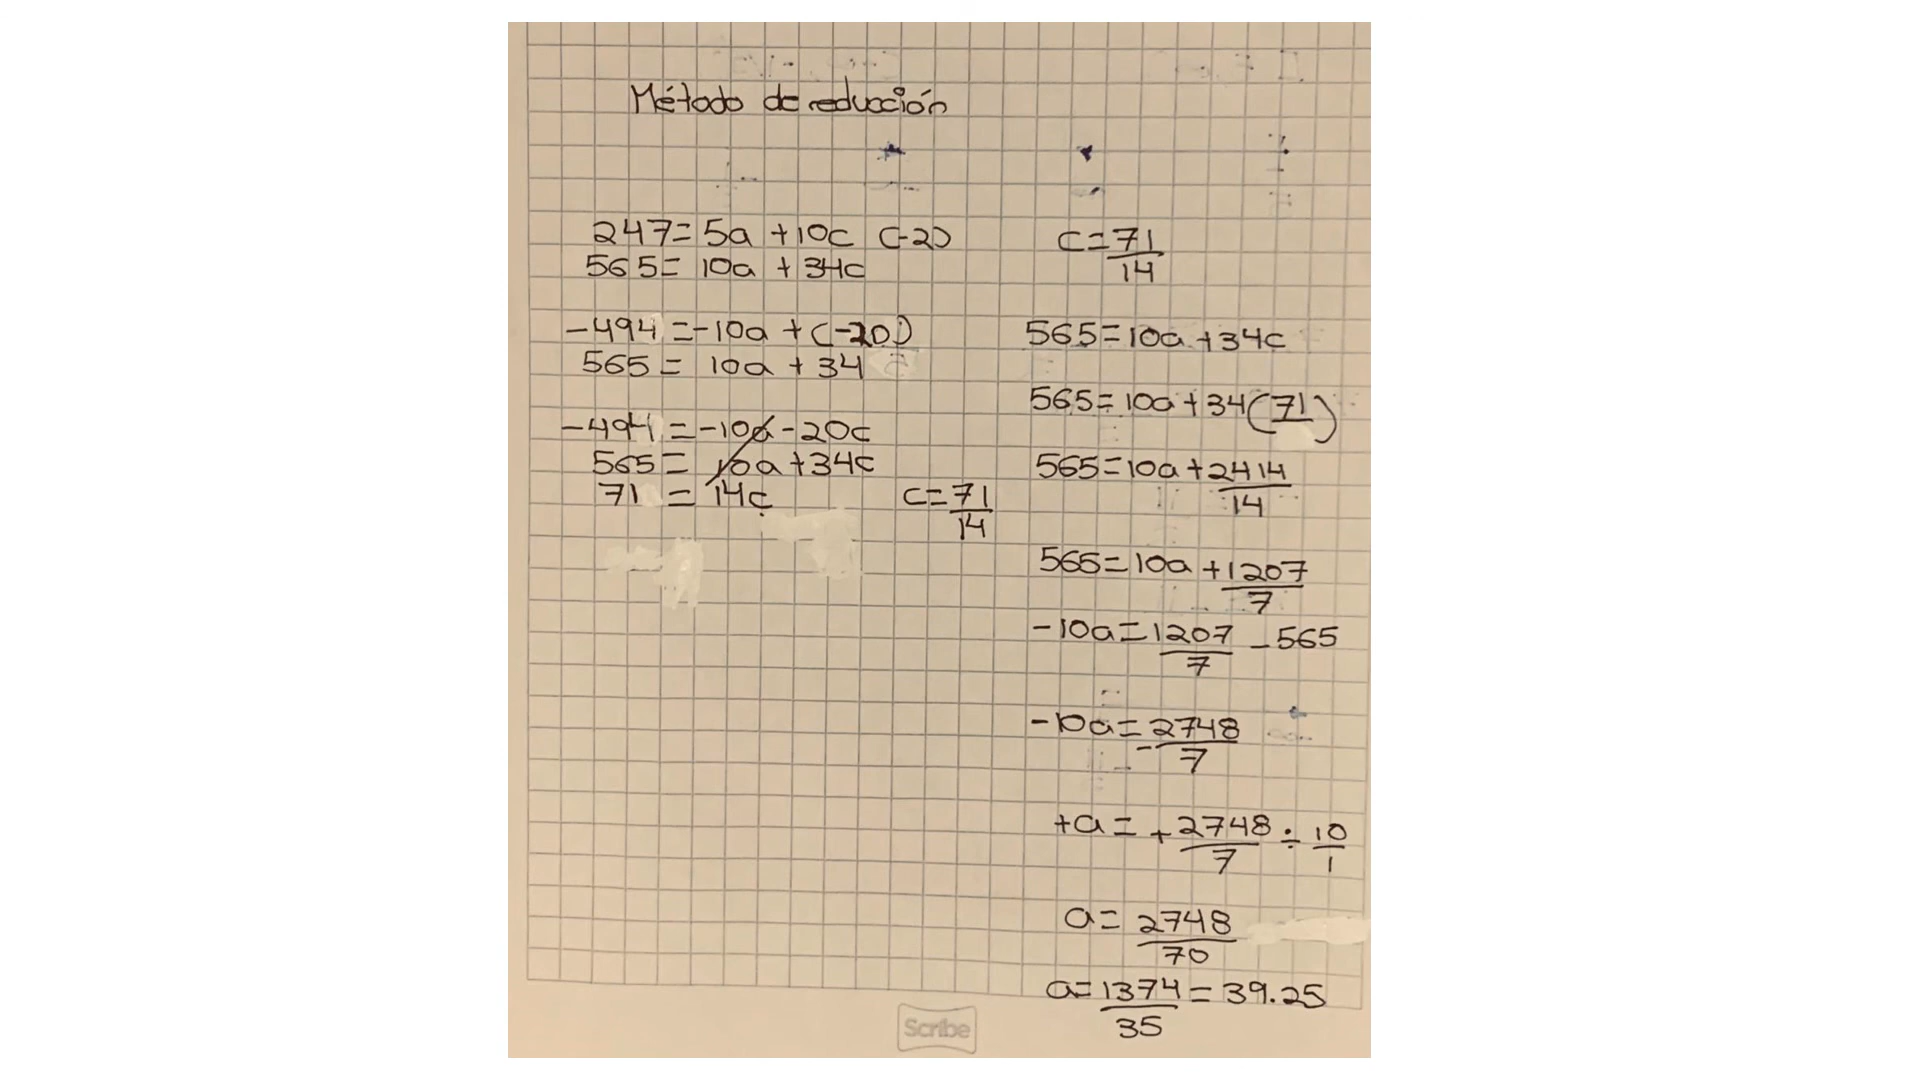 Método de reducción
247=5a+10c (-2)
565=10a+34c
-494=-10a+(-20)
565=10a+34
-494=-10a-20c
565=10a+34c
71=14c
c=71/14
c=71/14
565=10a+34c
565=10a+34(71)
565=10a+2414/14
565=10a+1207/7
-10a=1207/7-565
-10a=-2748/7
+a=+2748/7÷10/1
a=2748/70
a=1374/35=39.25
Scribe